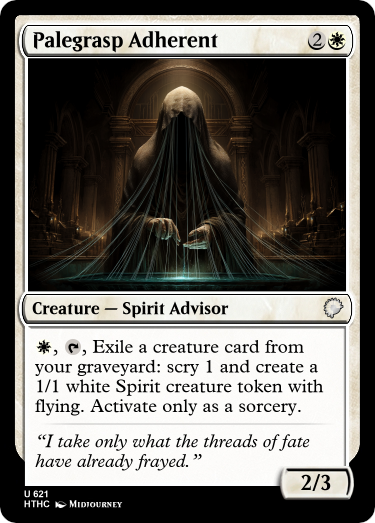 Palegrasp Adherent 2
Creature — Spirit Advisor
, , Exile a creature card from
your graveyard: scry 1 and create a
1/1 white Spirit creature token with
flying. Activate only as a sorcery.
“I take only what the threads of fate
have already frayed.”
2/3
U 621
HTHC Midjourney